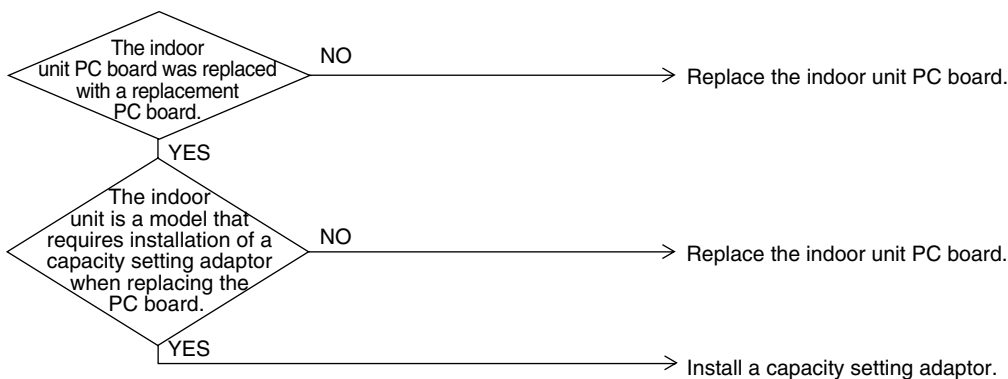 The indoor
unit PC board was replaced
with a replacement
PC board.
NO
Replace the indoor unit PC board.
YES
The indoor
unit is a model that
requires installation of a
capacity setting adaptor
when replacing the
PC board.
NO
Replace the indoor unit PC board.
YES
Install a capacity setting adaptor.